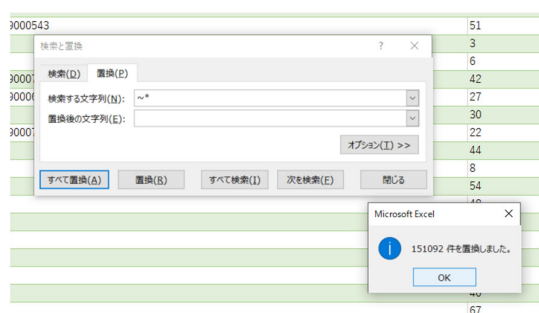 9000543 51
検索と置換 ? × 3
6
検索(D) 置換(P) 42
検索する文字列(N): ~* 27
置換後の文字列(E): 30
22
オプション(T) >> 44
8
すべて置換(A) 置換(R) すべて検索(I) 次を検索(F) 閉じる 54
Microsoft Excel ×
151092 件を置換しました。
OK
67